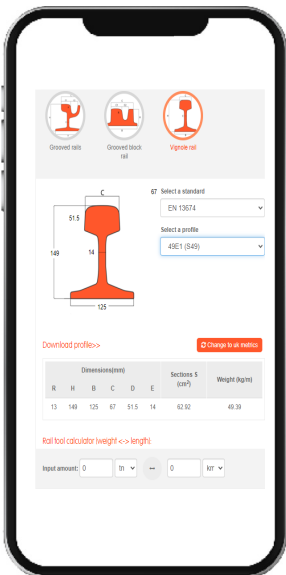 Grooved rails
Grooved block
rail
Vignole rail
C
67
51.5
149
14
125
Select a standard
EN 13674
Select a profile
49E1 (S49)
Download profile>>
Change to all metrics
Dimensions(mm)
Sections S
(cm²)
Weight (kg/m)
R H B C D E
13 149 125 67 51.5 14 62.92 49.39
Rail tool calculator (weight <-> length):
Input amount: 0 tn ↔ 0 km